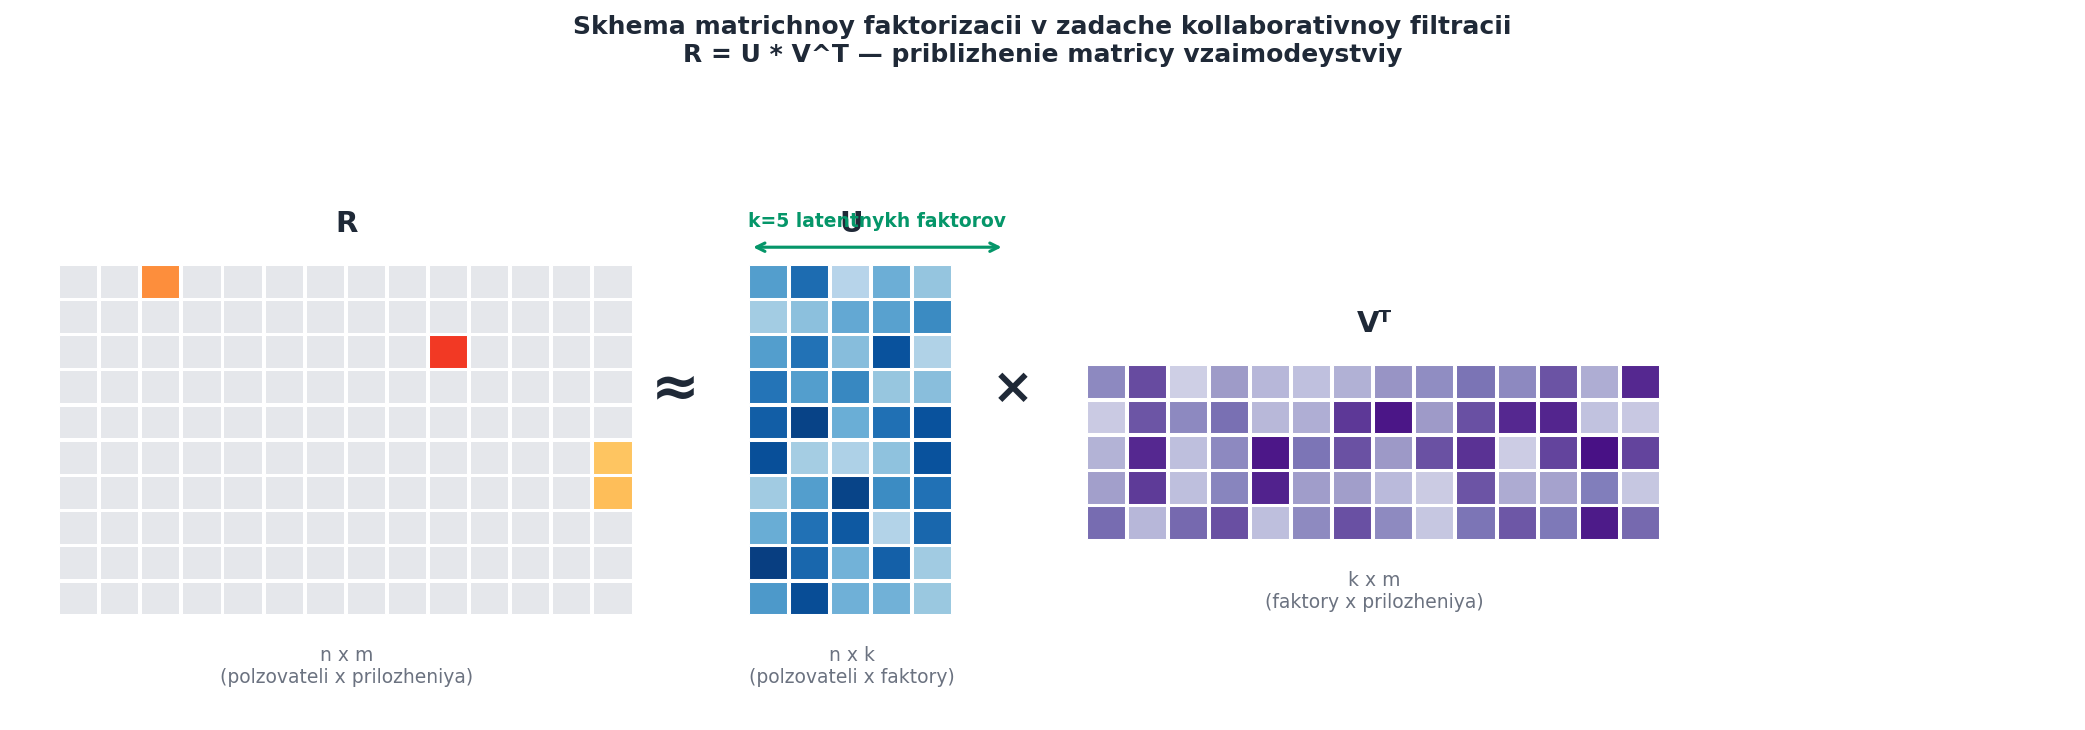 Skhema matrichnoy faktorizacii v zadache kollaborativnoy filtracii
R = U * V^T — priblizhenie matricy vzaimodeystviy
R
k=5 latentnykh faktorov
U
Vᵀ
≈
×
k x m
(faktory x prilozheniya)
n x m
(polzovateli x prilozheniya)
n x k
(polzovateli x faktory)